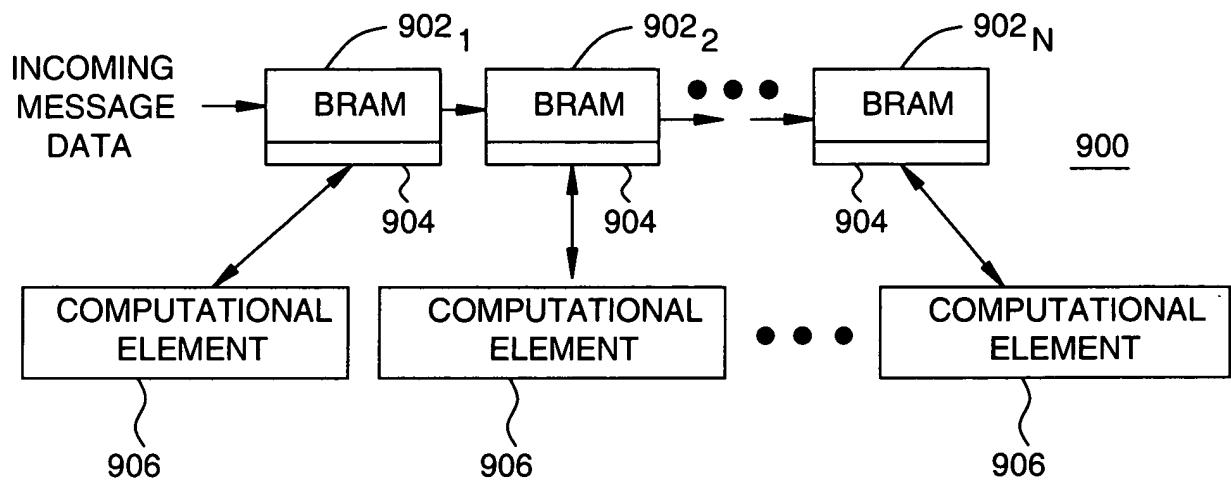 902₁
902₂
902N
INCOMING
MESSAGE
DATA
BRAM
BRAM
BRAM
900
904
904
904
COMPUTATIONAL
ELEMENT
COMPUTATIONAL
ELEMENT
COMPUTATIONAL
ELEMENT
906
906
906